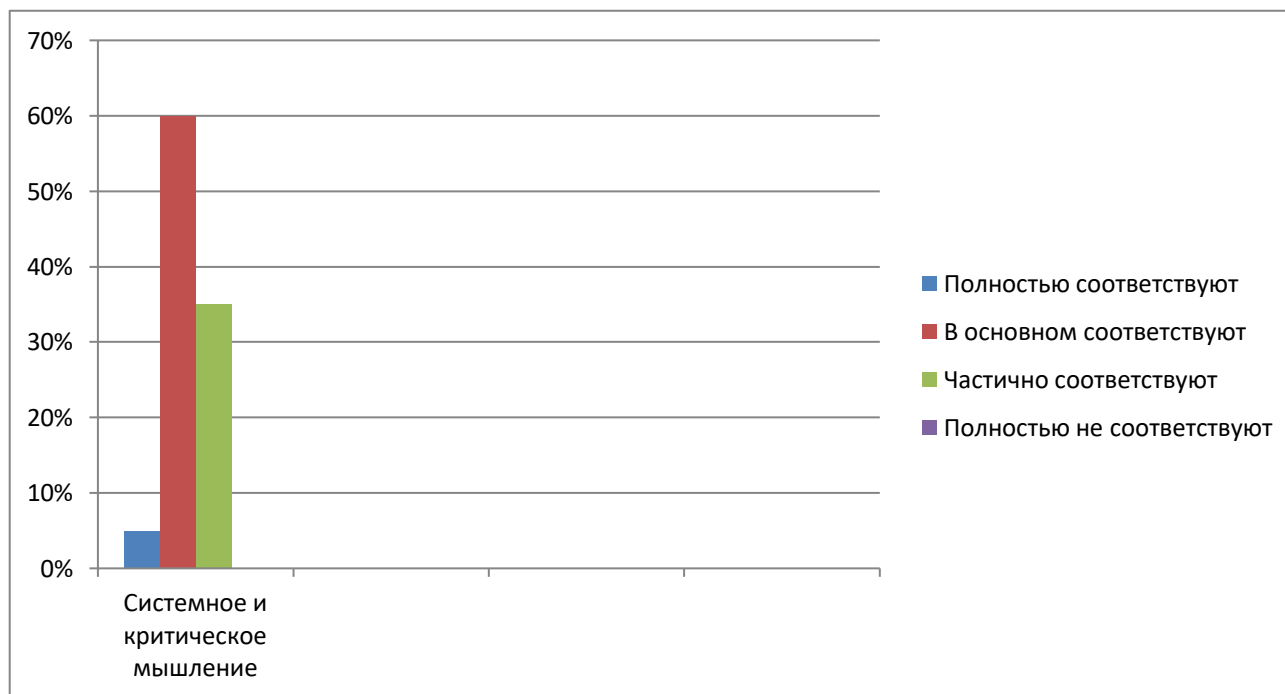 70%
60%
50%
40%
30%
20%
10%
0%
Системное и
критическое
мышление
Полностью соответствуют
В основном соответствуют
Частично соответствуют
Полностью не соответствуют